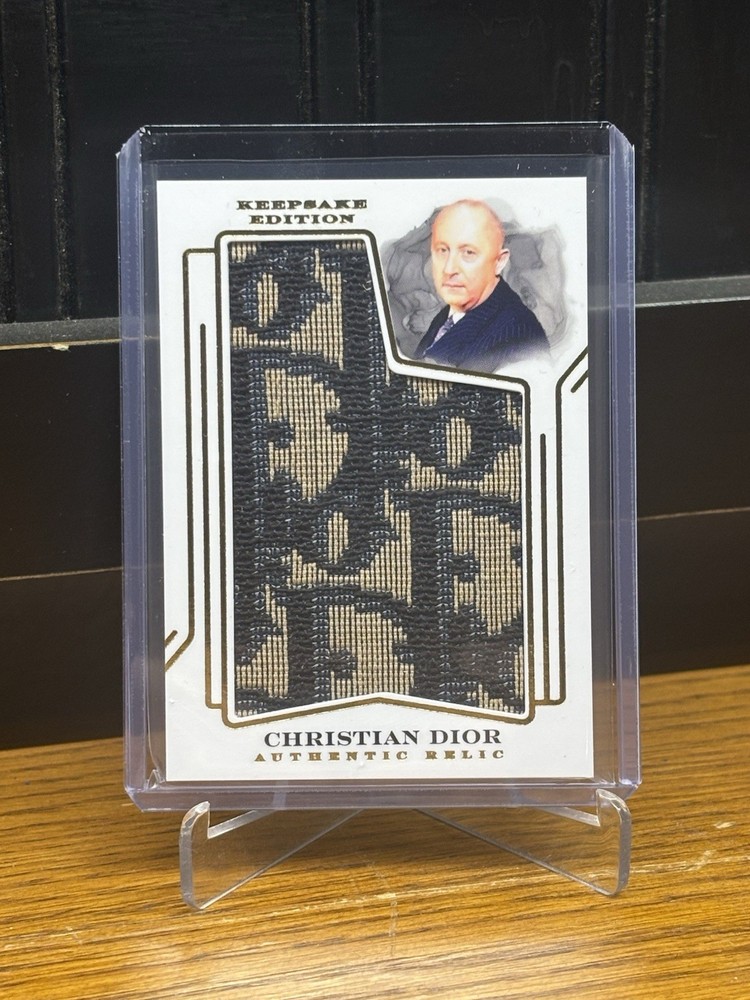 KEEPSAKE
EDITION
CHRISTIAN DIOR
AUTHENTIC RELIC